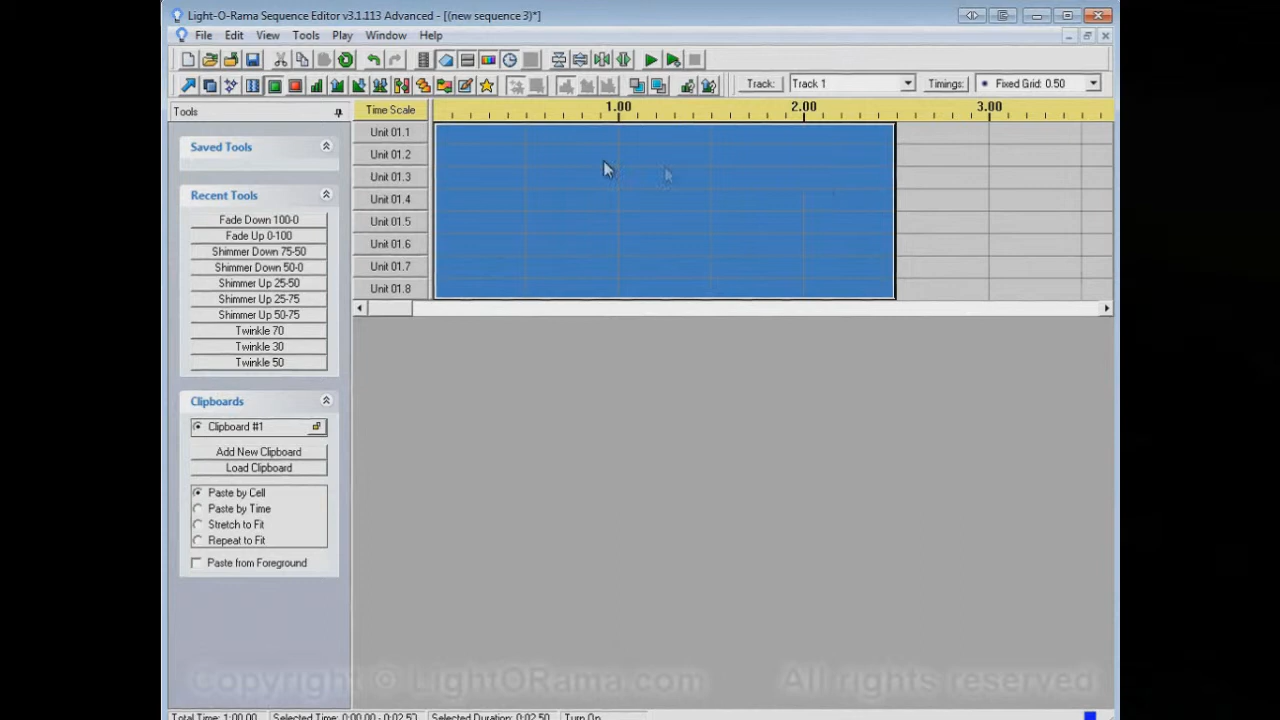 Light-O-Rama Sequence Editor v3.1.113 Advanced - [(new sequence 3)*]
File Edit View Tools Play Window Help
Track: Track 1 Timings: Fixed Grid: 0.50
Tools
Time Scale 1.00 2.00 3.00
Unit 01.1
Unit 01.2
Unit 01.3
Unit 01.4
Unit 01.5
Unit 01.6
Unit 01.7
Unit 01.8
Saved Tools
Recent Tools
Fade Down 100-0
Fade Up 0-100
Shimmer Down 75-50
Shimmer Down 50-0
Shimmer Up 25-50
Shimmer Up 25-75
Shimmer Up 50-75
Twinkle 70
Twinkle 30
Twinkle 50
Clipboards
Clipboard #1
Add New Clipboard
Load Clipboard
Paste by Cell
Paste by Time
Stretch to Fit
Repeat to Fit
Paste from Foreground
Copyright © LightORama.com All rights reserved
Total Time: 1:00.00 Selected Time: 0:00.00 - 0:02.50 Selected Duration: 0:02.50 Turn On